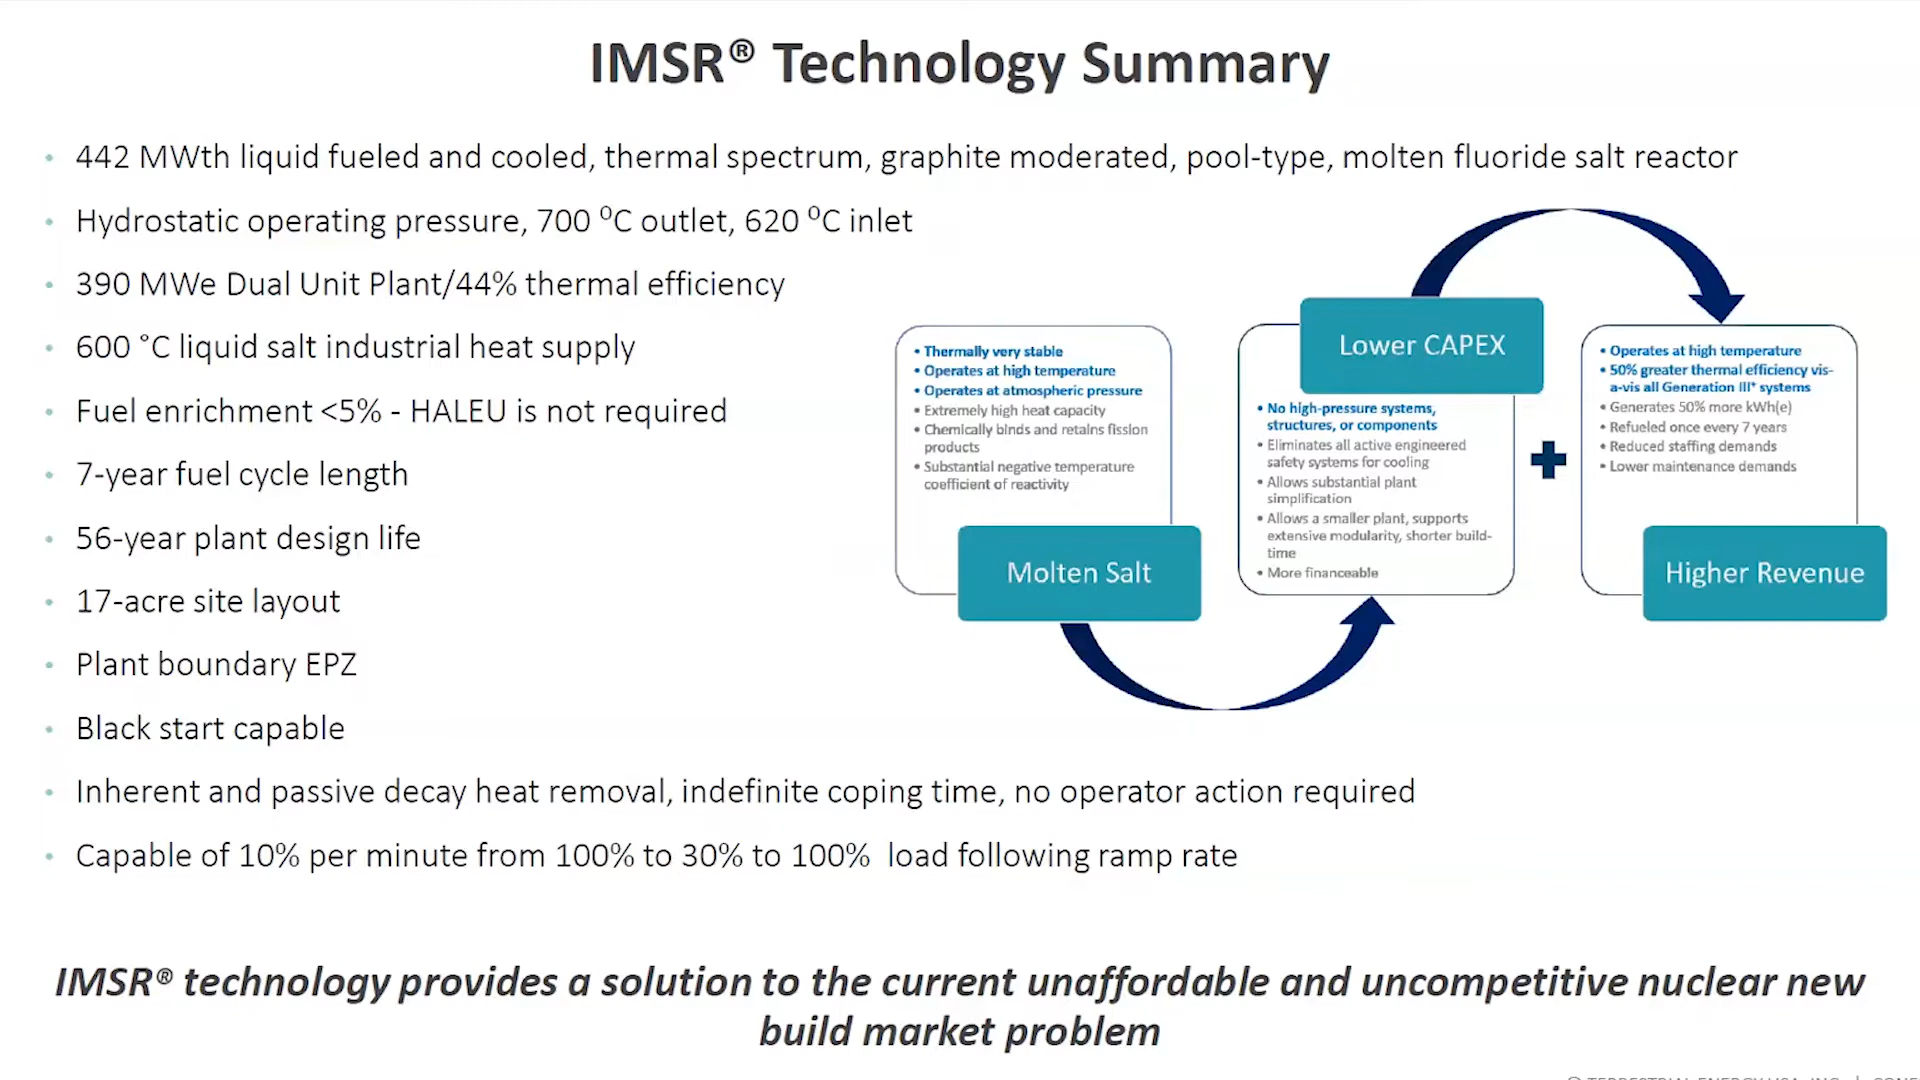 IMSR® Technology Summary
• 442 MWth liquid fueled and cooled, thermal spectrum, graphite moderated, pool-type, molten fluoride salt reactor
• Hydrostatic operating pressure, 700 ⁰C outlet, 620 ⁰C inlet
• 390 MWe Dual Unit Plant/44% thermal efficiency
• 600 °C liquid salt industrial heat supply
• Fuel enrichment <5% - HALEU is not required
• 7-year fuel cycle length
• 56-year plant design life
• 17-acre site layout
• Plant boundary EPZ
• Black start capable
• Inherent and passive decay heat removal, indefinite coping time, no operator action required
• Capable of 10% per minute from 100% to 30% to 100% load following ramp rate
• Thermally very stable
• Operates at high temperature
• Operates at atmospheric pressure
• Extremely high heat capacity
• Chemically binds and retains fission
products
• Substantial negative temperature
coefficient of reactivity
Molten Salt
Lower CAPEX
• No high-pressure systems,
structures, or components
• Eliminates all active engineered
safety systems for cooling
• Allows substantial plant
simplification
• Allows a smaller plant, supports
extensive modularity, shorter build-
time
• More financeable
• Operates at high temperature
• 50% greater thermal efficiency vis-
a-vis all Generation III⁺ systems
• Generates 50% more kWh(e)
• Refueled once every 7 years
• Reduced staffing demands
• Lower maintenance demands
Higher Revenue
IMSR® technology provides a solution to the current unaffordable and uncompetitive nuclear new
build market problem